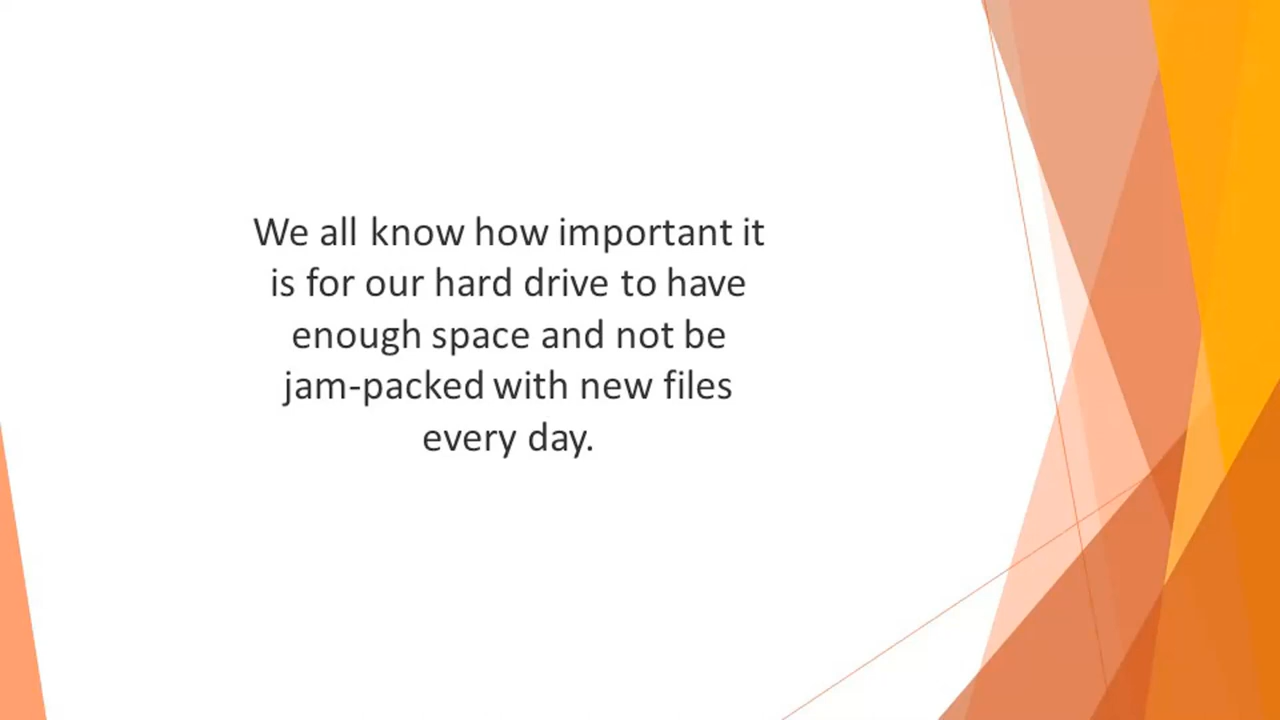 We all know how important it
is for our hard drive to have
enough space and not be
jam-packed with new files
every day.